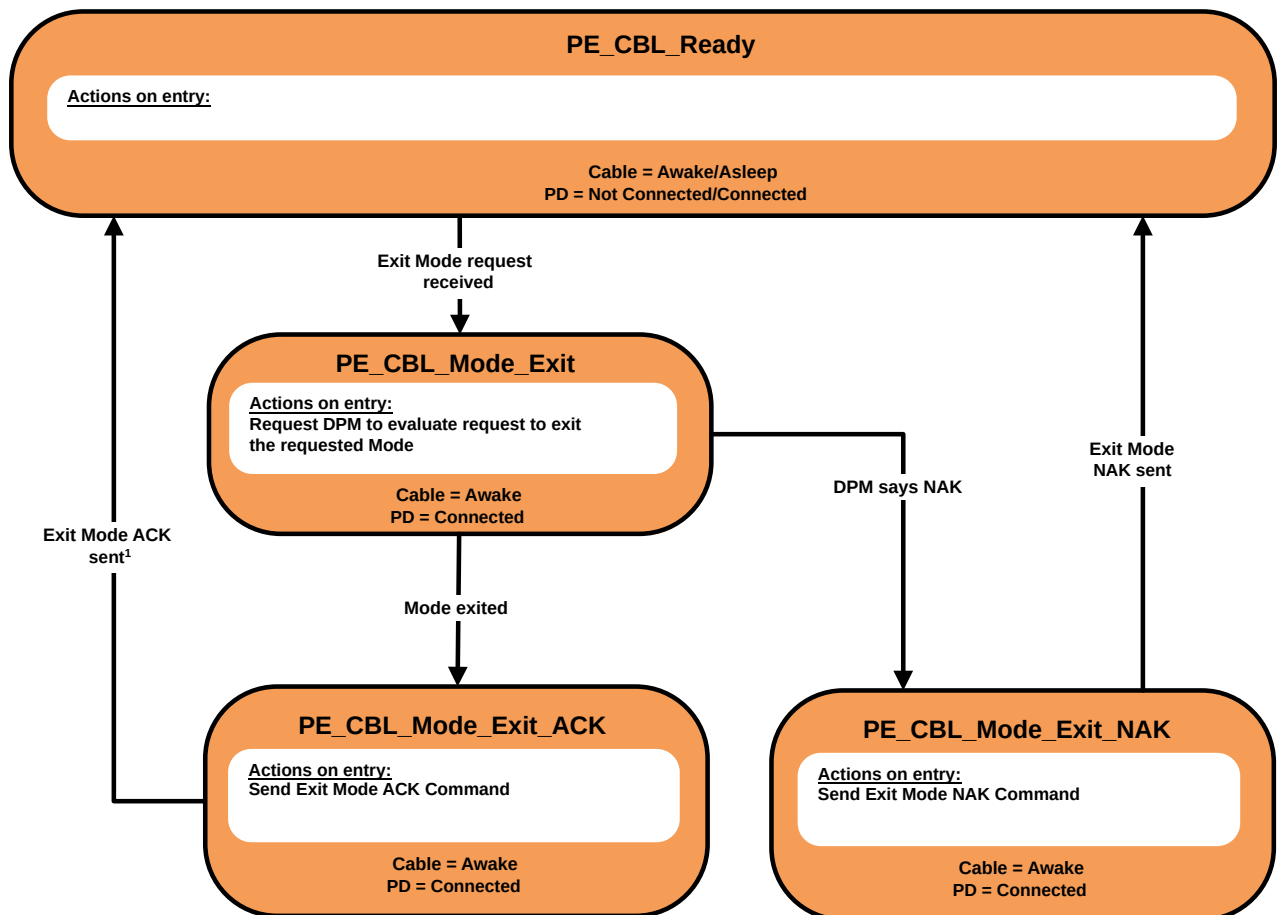 PE_CBL_Ready
Actions on entry:
Cable = Awake/Asleep
PD = Not Connected/Connected
Exit Mode request
received
PE_CBL_Mode_Exit
Actions on entry:
Request DPM to evaluate request to exit
the requested Mode
Cable = Awake
PD = Connected
DPM says NAK
Exit Mode
NAK sent
Exit Mode ACK
sent¹
Mode exited
PE_CBL_Mode_Exit_ACK
Actions on entry:
Send Exit Mode ACK Command
Cable = Awake
PD = Connected
PE_CBL_Mode_Exit_NAK
Actions on entry:
Send Exit Mode NAK Command
Cable = Awake
PD = Connected